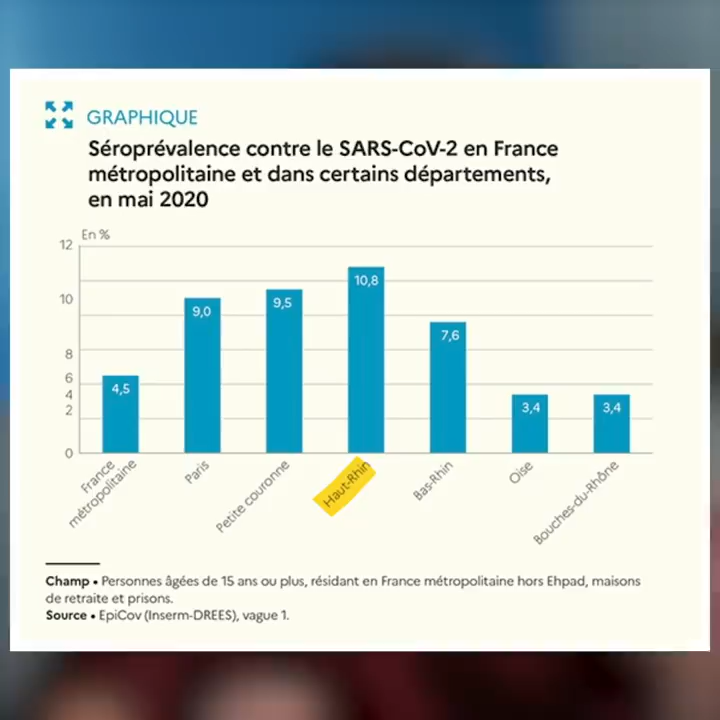 GRAPHIQUE
Séroprévalence contre le SARS-CoV-2 en France
métropolitaine et dans certains départements,
en mai 2020
En %
12
10
8
6
4
2
0
4,5
9,0
9,5
10,8
7,6
3,4
3,4
France
métropolitaine
Paris
Petite couronne
Haut-Rhin
Bas-Rhin
Oise
Bouches-du-Rhône
Champ • Personnes âgées de 15 ans ou plus, résidant en France métropolitaine hors Ehpad, maisons
de retraite et prisons.
Source • EpiCov (Inserm-DREES), vague 1.